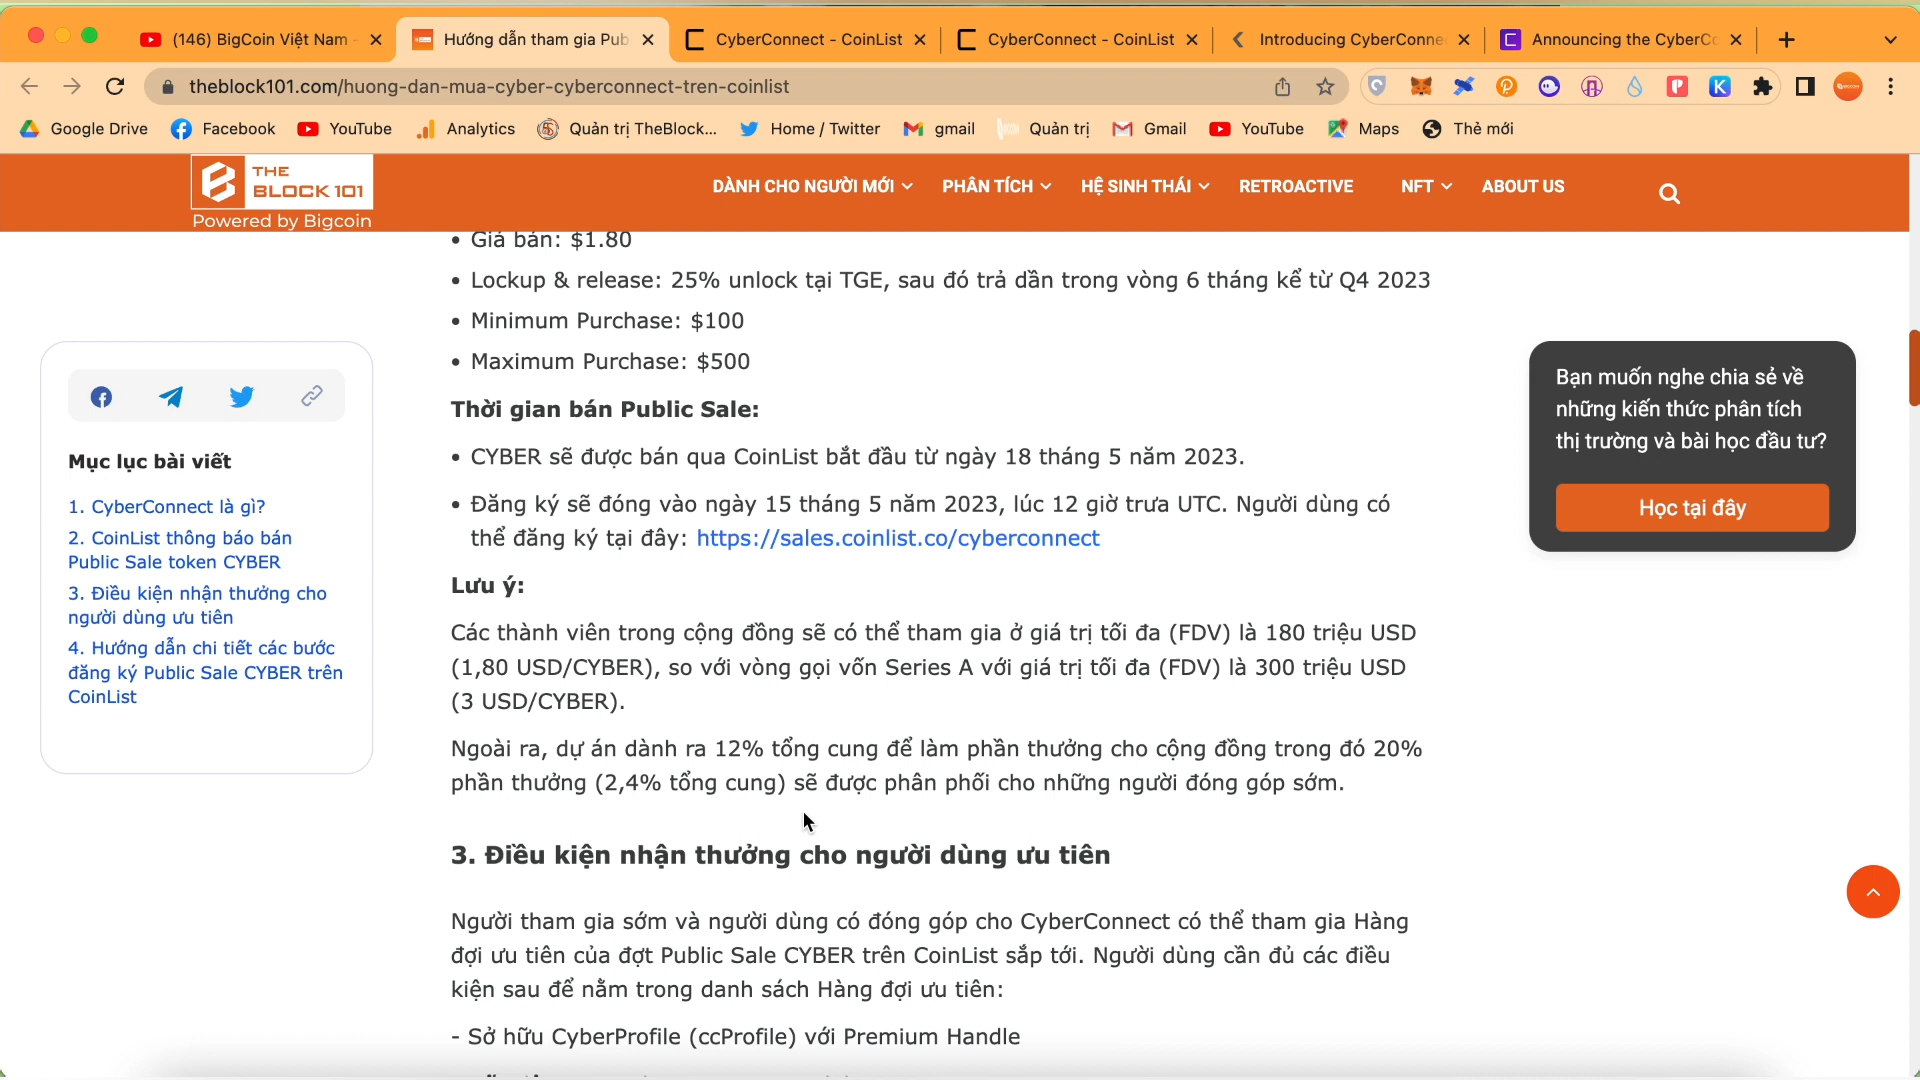 (146) BigCoin Việt Nam -
Hướng dẫn tham gia Pub
CyberConnect - CoinList
CyberConnect - CoinList
Introducing CyberConne
Announcing the CyberCo
theblock101.com/huong-dan-mua-cyber-cyberconnect-tren-coinlist
Google Drive
Facebook
YouTube
Analytics
Quản trị TheBlock...
Home / Twitter
gmail
Quản trị
Gmail
YouTube
Maps
Thẻ mới
THE
BLOCK 101
Powered by Bigcoin
DÀNH CHO NGƯỜI MỚI
PHÂN TÍCH
HỆ SINH THÁI
RETROACTIVE
NFT
ABOUT US
• Giá bán: $1.80
• Lockup & release: 25% unlock tại TGE, sau đó trả dần trong vòng 6 tháng kể từ Q4 2023
• Minimum Purchase: $100
• Maximum Purchase: $500
Thời gian bán Public Sale:
• CYBER sẽ được bán qua CoinList bắt đầu từ ngày 18 tháng 5 năm 2023.
• Đăng ký sẽ đóng vào ngày 15 tháng 5 năm 2023, lúc 12 giờ trưa UTC. Người dùng có
thể đăng ký tại đây: https://sales.coinlist.co/cyberconnect
Lưu ý:
Các thành viên trong cộng đồng sẽ có thể tham gia ở giá trị tối đa (FDV) là 180 triệu USD
(1,80 USD/CYBER), so với vòng gọi vốn Series A với giá trị tối đa (FDV) là 300 triệu USD
(3 USD/CYBER).
Ngoài ra, dự án dành ra 12% tổng cung để làm phần thưởng cho cộng đồng trong đó 20%
phần thưởng (2,4% tổng cung) sẽ được phân phối cho những người đóng góp sớm.
3. Điều kiện nhận thưởng cho người dùng ưu tiên
Người tham gia sớm và người dùng có đóng góp cho CyberConnect có thể tham gia Hàng
đợi ưu tiên của đợt Public Sale CYBER trên CoinList sắp tới. Người dùng cần đủ các điều
kiện sau để nằm trong danh sách Hàng đợi ưu tiên:
- Sở hữu CyberProfile (ccProfile) với Premium Handle
Mục lục bài viết
1. CyberConnect là gì?
2. CoinList thông báo bán
Public Sale token CYBER
3. Điều kiện nhận thưởng cho
người dùng ưu tiên
4. Hướng dẫn chi tiết các bước
đăng ký Public Sale CYBER trên
CoinList
Bạn muốn nghe chia sẻ về
những kiến thức phân tích
thị trường và bài học đầu tư?
Học tại đây